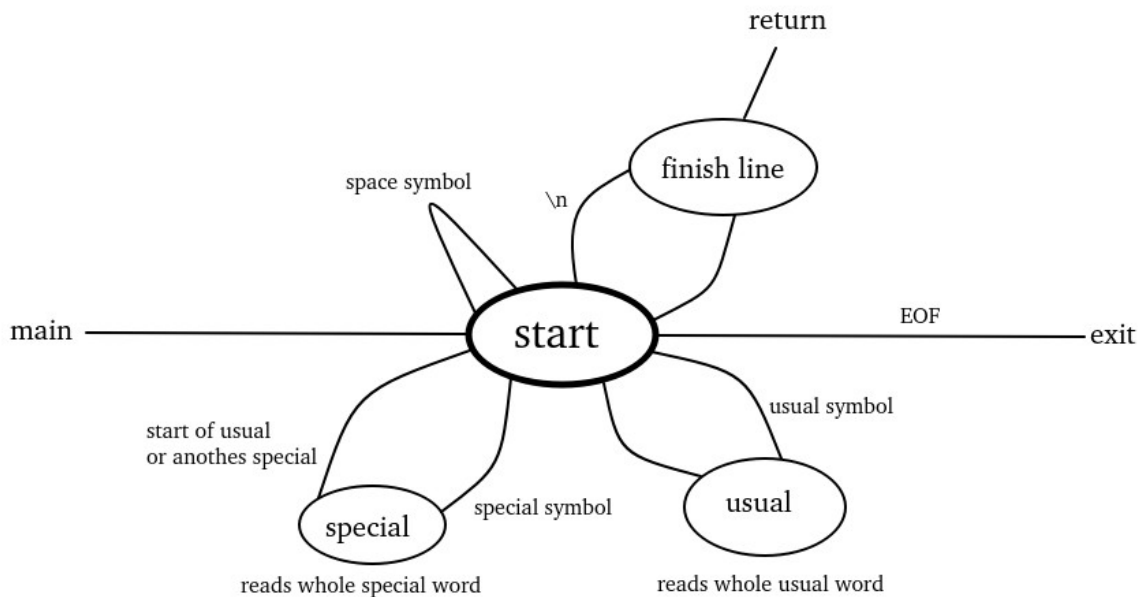 return
finish line
space symbol
\n
EOF
main
start
exit
usual symbol
start of usual
or anothes special
special symbol
usual
special
reads whole special word
reads whole usual word